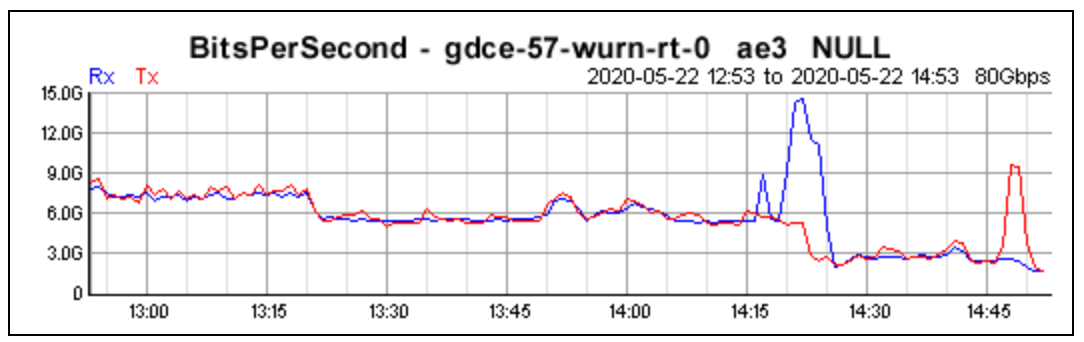 BitsPerSecond - gdce-57-wurn-rt-0 ae3 NULL
Rx Tx 2020-05-22 12:53 to 2020-05-22 14:53 80Gbps
15.0G
12.0G
9.0G
6.0G
3.0G
0
13:00 13:15 13:30 13:45 14:00 14:15 14:30 14:45